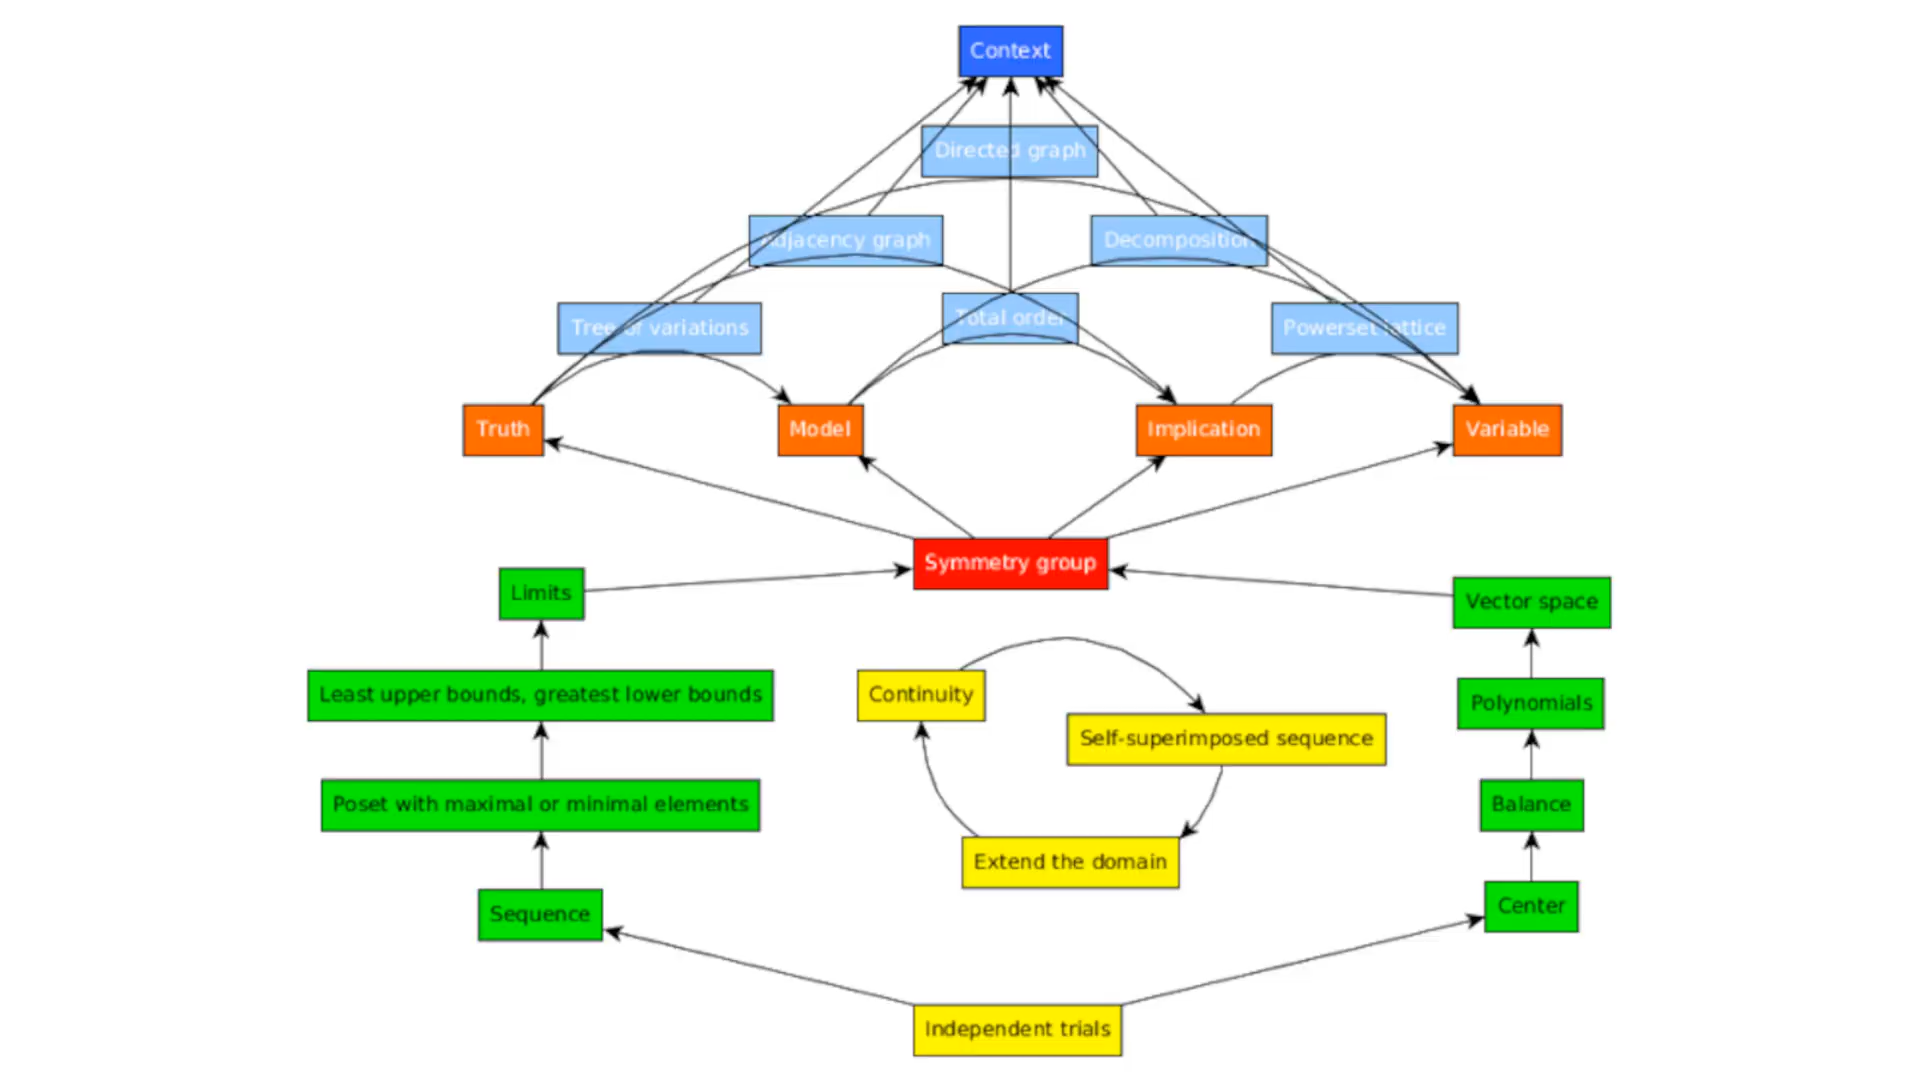 Context
Directed graph
Adjacency graph
Decomposition
Tree of variations
Total order
Powerset lattice
Truth
Model
Implication
Variable
Symmetry group
Limits
Vector space
Least upper bounds, greatest lower bounds
Continuity
Polynomials
Self-superimposed sequence
Poset with maximal or minimal elements
Balance
Extend the domain
Sequence
Center
Independent trials